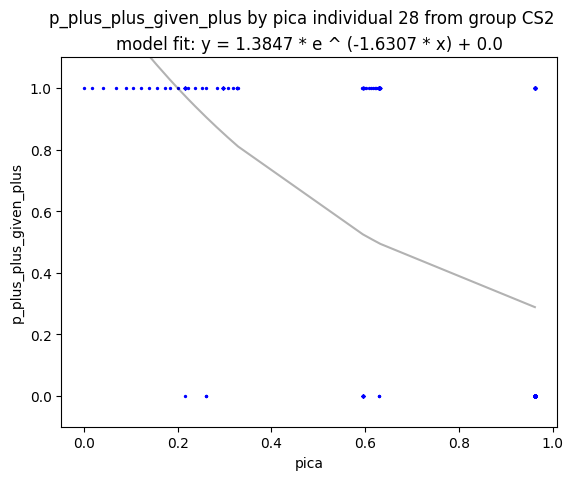 p_plus_plus_given_plus by pica individual 28 from group CS2
model fit: y = 1.3847 * e ^ (-1.6307 * x) + 0.0
1.0
0.8
0.6
0.4
0.2
0.0
p_plus_plus_given_plus
0.0 0.2 0.4 0.6 0.8 1.0
pica